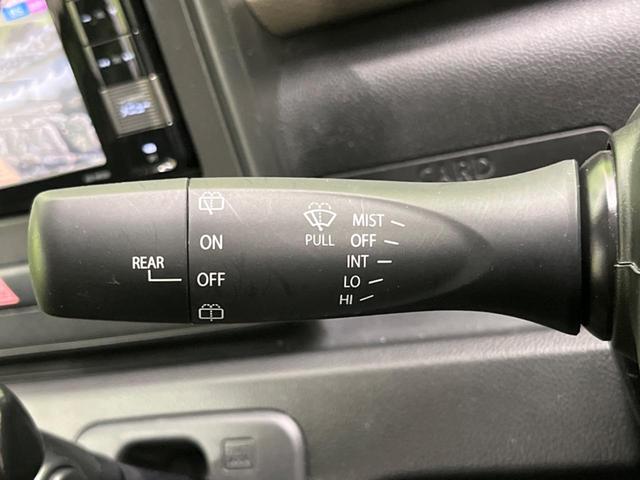 CARD
ON
REAR
OFF
PULL
MIST
OFF
INT
LO
HI